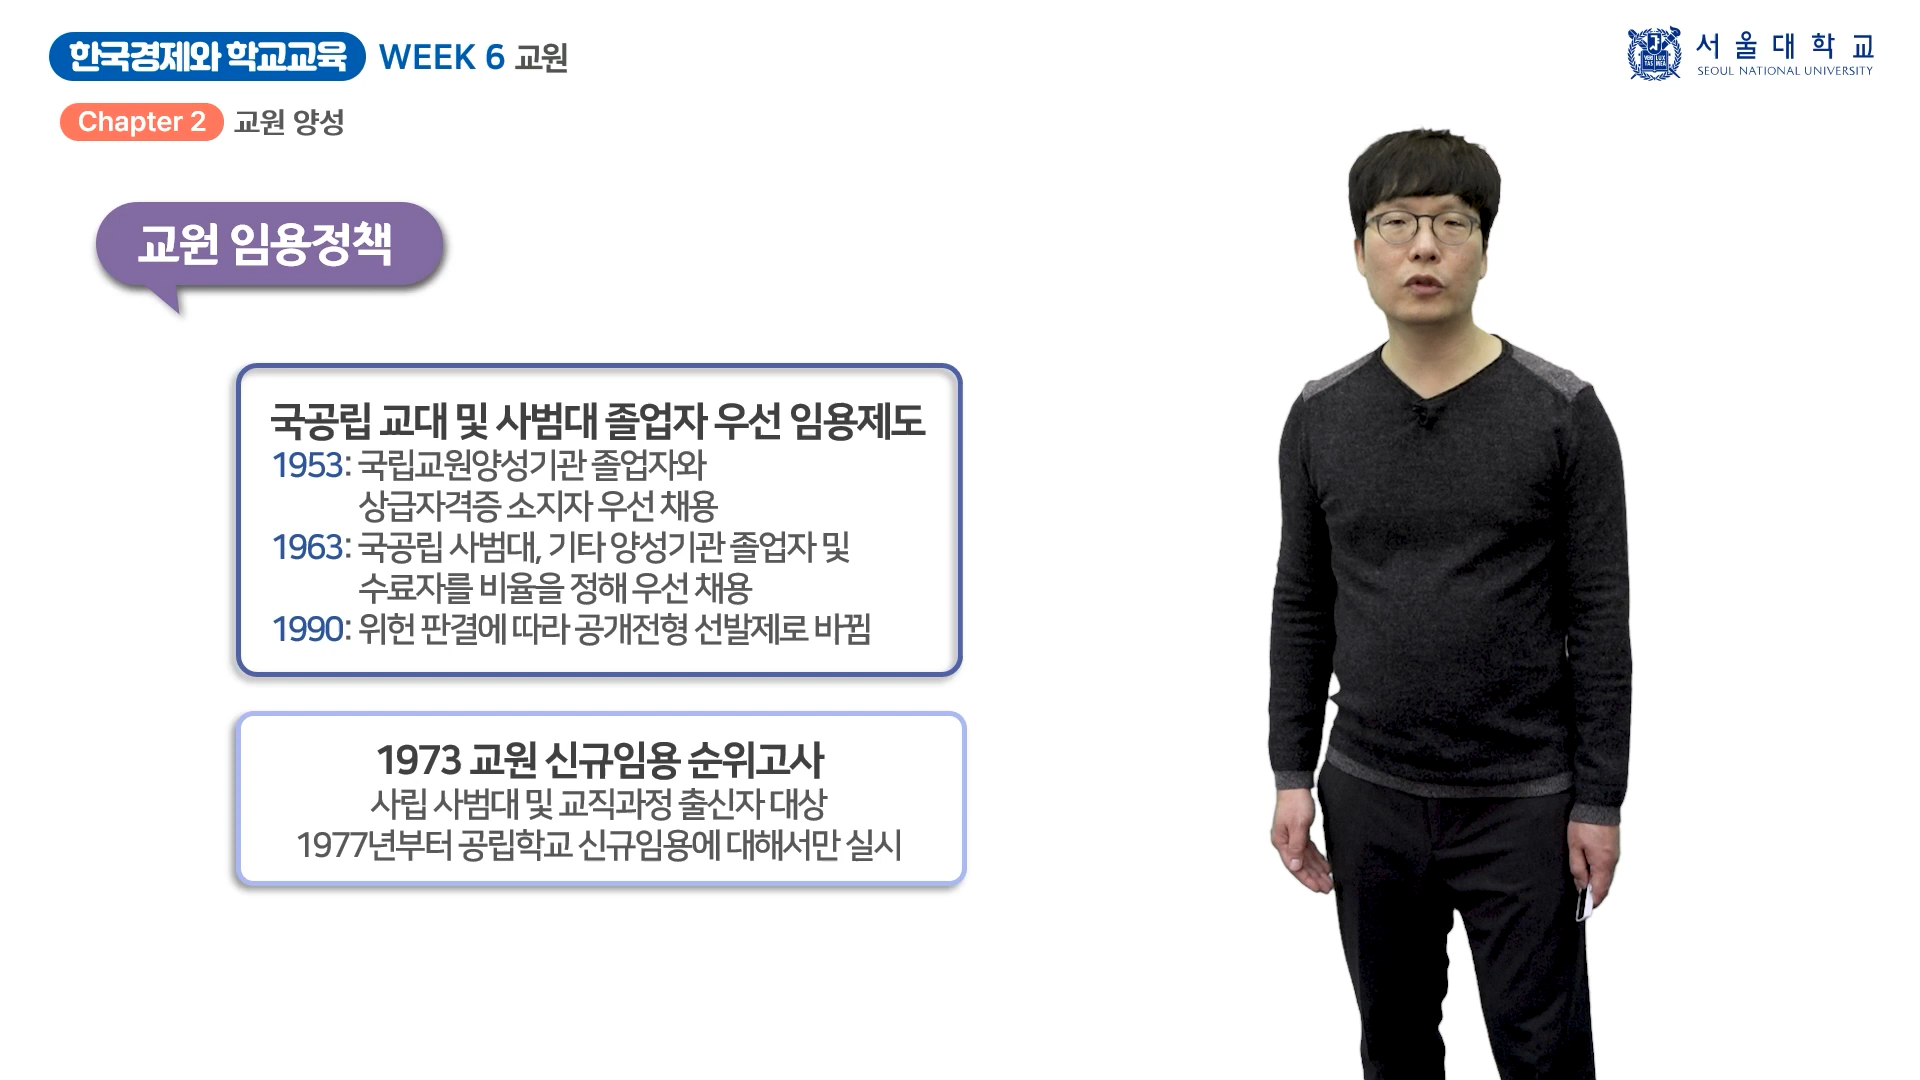 한국경제와 학교교육 WEEK 6 교원
서울대학교
SEOUL NATIONAL UNIVERSITY
Chapter 2 교원 양성
교원 임용정책
국공립 교대 및 사범대 졸업자 우선 임용제도
1953: 국립교원양성기관 졸업자와
상급자격증 소지자 우선 채용
1963: 국공립 사범대, 기타 양성기관 졸업자 및
수료자를 비율을 정해 우선 채용
1990: 위헌 판결에 따라 공개전형 선발제로 바뀜
1973 교원 신규임용 순위고사
사립 사범대 및 교직과정 출신자 대상
1977년부터 공립학교 신규임용에 대해서만 실시